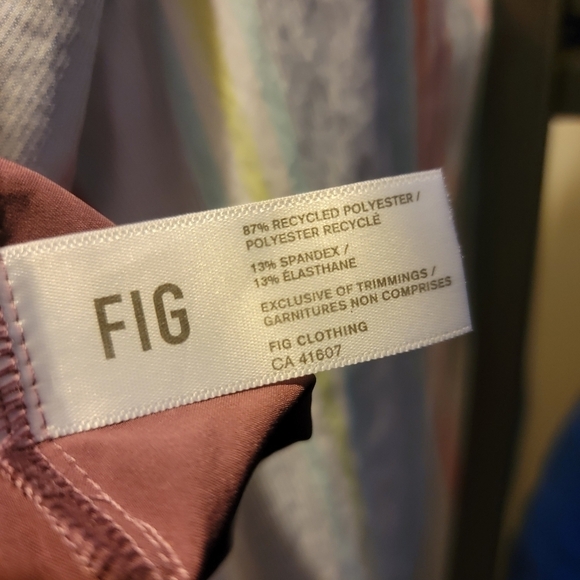 FIG
87% RECYCLED POLYESTER /
POLYESTER RECYCLÉ
13% SPANDEX /
13% ÉLASTHANE
EXCLUSIVE OF TRIMMINGS /
GARNITURES NON COMPRISES
FIG CLOTHING
CA 41607